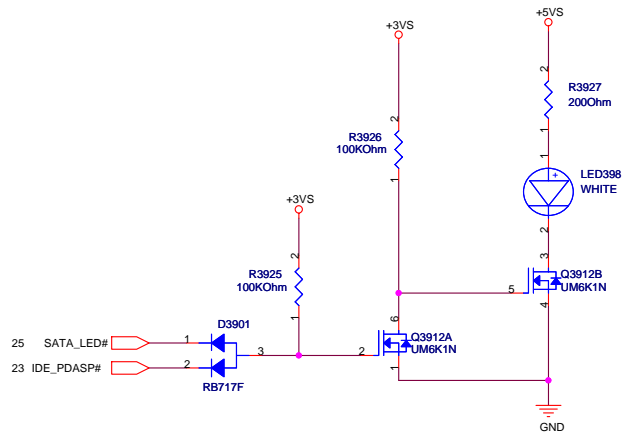 +5VS
+3VS
2
R3927
200Ohm
1
2
R3926
100KOhm
1
1
+
LED398
WHITE
2
+3VS
2
R3925
100KOhm
1
3
Q3912B
5
UM6K1N
4
D3901
6
Q3912A
25 SATA_LED# 1
3
2
UM6K1N
23 IDE_PDASP# 2
1
RB717F
GND